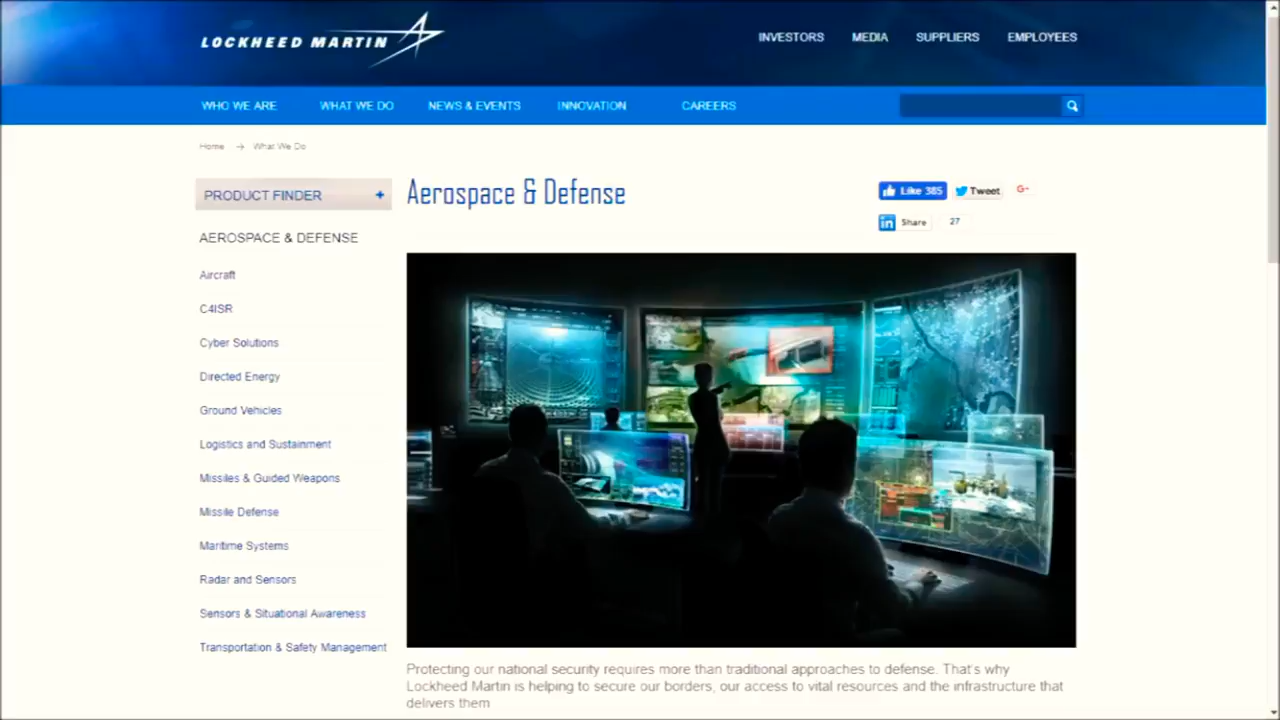 LOCKHEED MARTIN
INVESTORS MEDIA SUPPLIERS EMPLOYEES
WHO WE ARE WHAT WE DO NEWS & EVENTS INNOVATION CAREERS
Home → What We Do
PRODUCT FINDER +
Aerospace & Defense
Like 385 Tweet G+
in Share 27
AEROSPACE & DEFENSE
Aircraft
C4ISR
Cyber Solutions
Directed Energy
Ground Vehicles
Logistics and Sustainment
Missiles & Guided Weapons
Missile Defense
Maritime Systems
Radar and Sensors
Sensors & Situational Awareness
Transportation & Safety Management
Protecting our national security requires more than traditional approaches to defense. That's why
Lockheed Martin is helping to secure our borders, our access to vital resources and the infrastructure that
delivers them